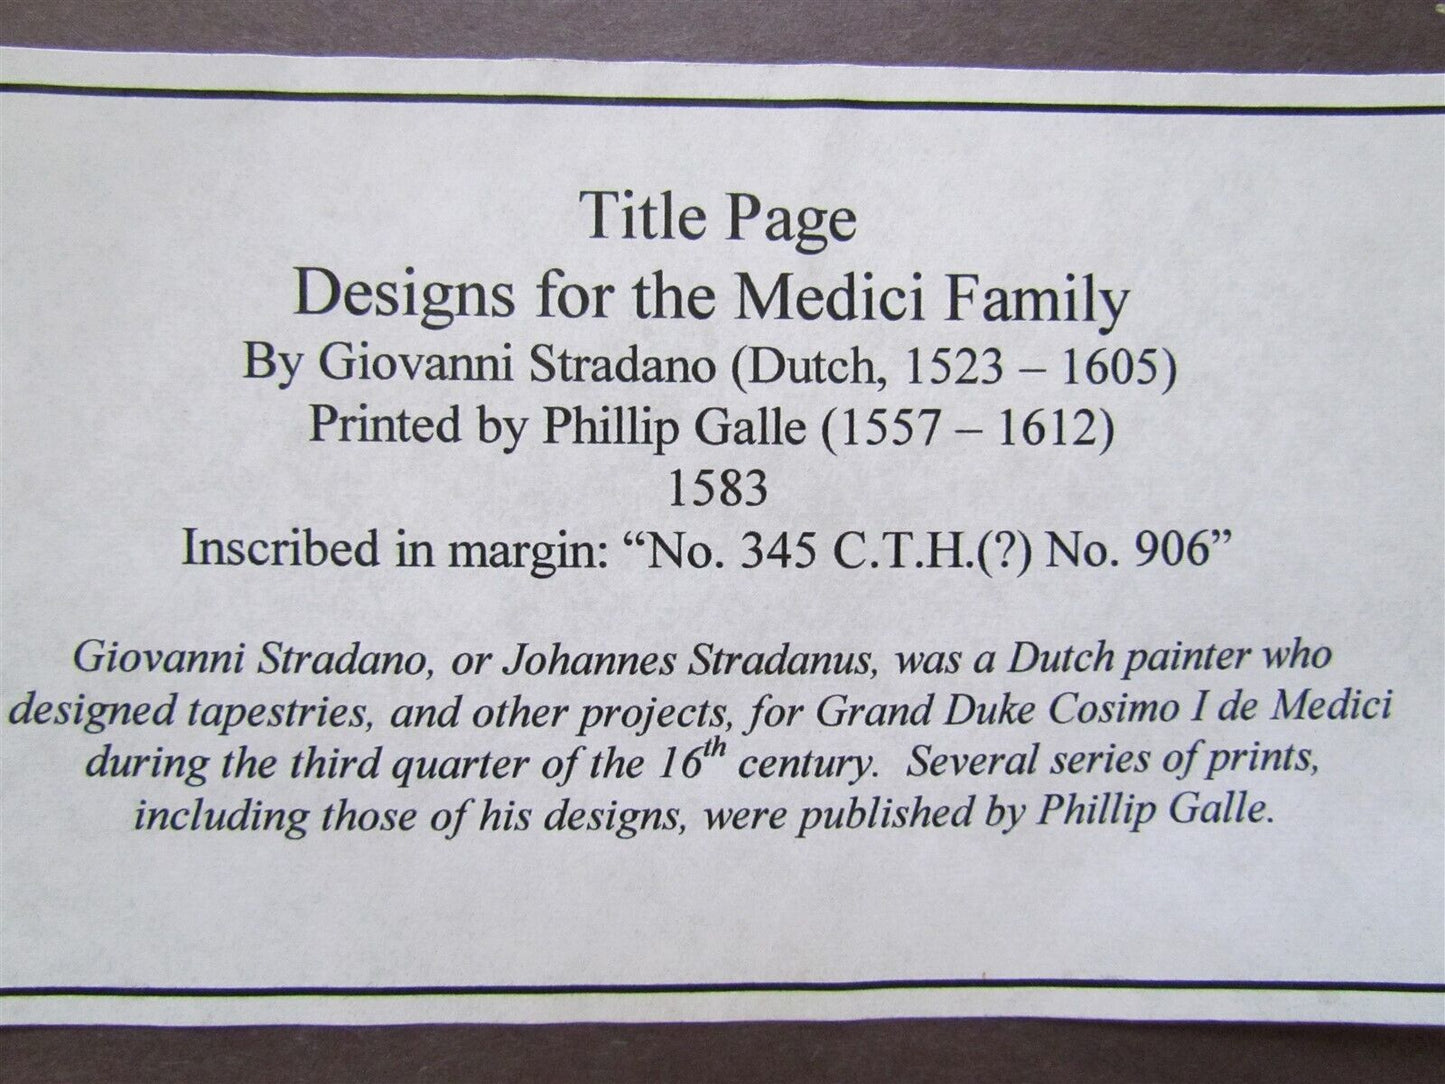 Title Page
Designs for the Medici Family
By Giovanni Stradano (Dutch, 1523 – 1605)
Printed by Phillip Galle (1557 – 1612)
1583
Inscribed in margin: “No. 345 C.T.H.(?) No. 906”
Giovanni Stradano, or Johannes Stradanus, was a Dutch painter who
designed tapestries, and other projects, for Grand Duke Cosimo I de Medici
during the third quarter of the 16th century. Several series of prints,
including those of his designs, were published by Phillip Galle.